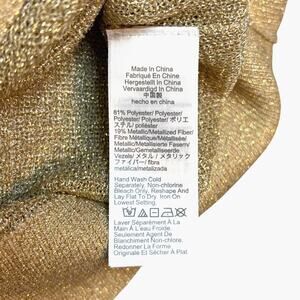 Made In China
Fabriqué En Chine
Hergestellt In China
Vervaardigd In China
中国製
hecho en china
81% Polyester/ Polyester/
Polyester/ Polyester/ ポリエ
ステル/ poliéster
19% Metallic/Metallized Fiber/
Fibre Métallique/Métallisée/
Metallic/Metallisierte Fasern/
Metallic/Gemetalliseerde
Vezels/ メタル / メタリック
ファイバー/ fibra
metalica/metalizada
Hand Wash Cold
Separately, Non-chlorine
Bleach Only, Reshape And
Lay Flat To Dry. Iron On
Lowest Setting.
Laver Séparément À La
Main À L'eau Froide.
Seulement Agent De
Blanchiment Non Chloré.
Redonner La Forme
Originale Et Sécher À Plat.